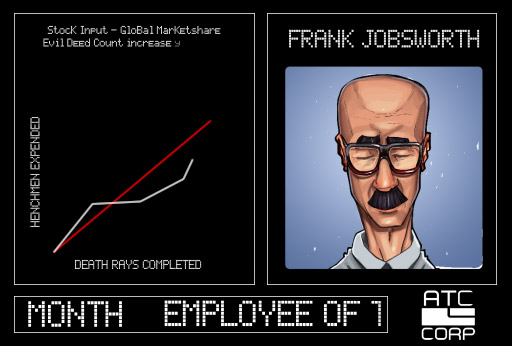 StocK Input - GloBal MarKetshare
Evil DeeD Count increase y
HENCHMEN EXPENDED
DEATH RAYS COMPLETED
FRANK JOBSWORTH
MONTH EMPLOYEE OF T
ATC
CORP